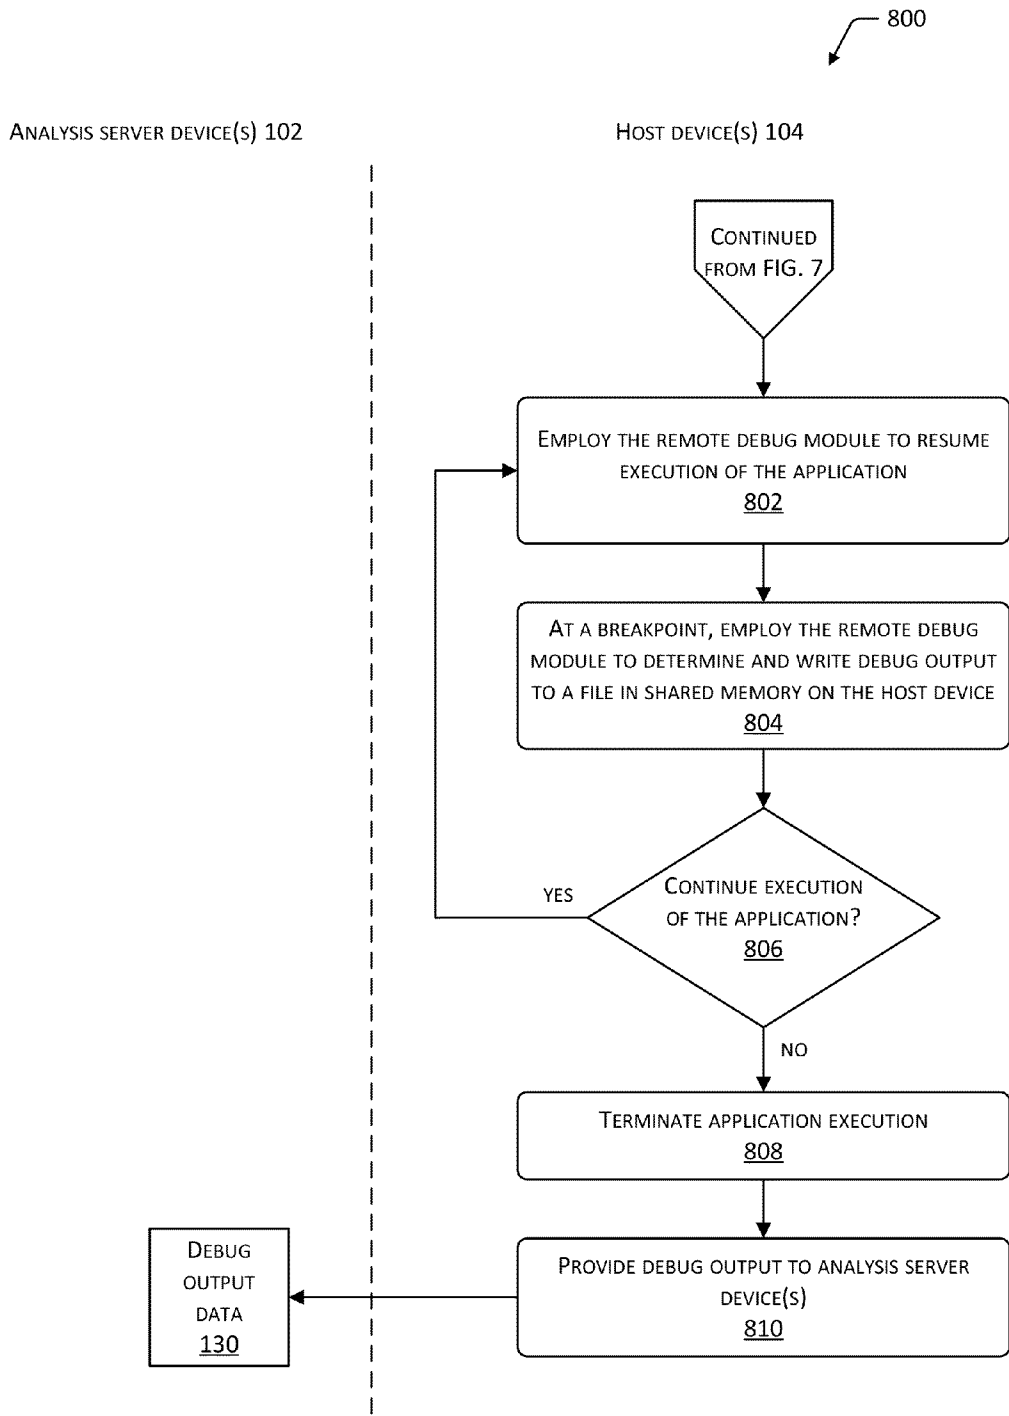 800
Analysis server device(s) 102
Host device(s) 104
Continued
from FIG. 7
Employ the remote debug module to resume
execution of the application
802
At a breakpoint, employ the remote debug
module to determine and write debug output
to a file in shared memory on the host device
804
Continue execution
of the application?
806
yes
no
Terminate application execution
808
Provide debug output to analysis server
device(s)
810
Debug
output
data
130